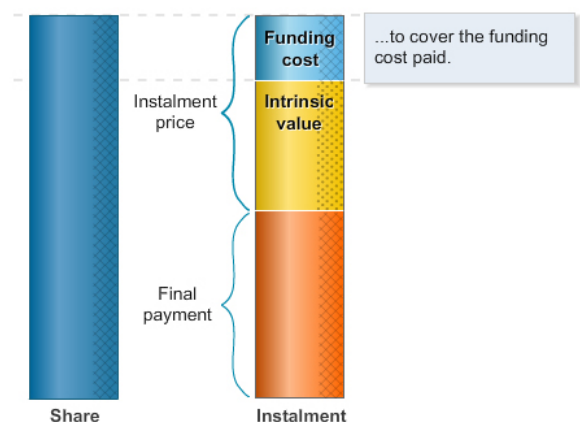 Funding
cost
...to cover the funding
cost paid.
Instalment
price
Intrinsic
value
Final
payment
Share
Instalment